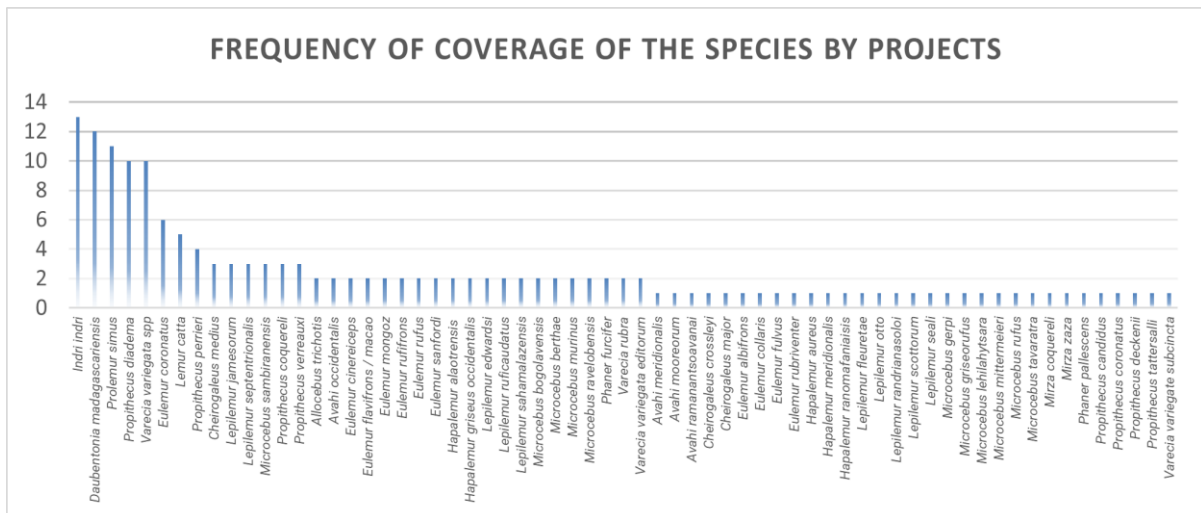 FREQUENCY OF COVERAGE OF THE SPECIES BY PROJECTS
14
12
10
8
6
4
2
0
Indri indri
Daubentonia madagascariensis
Prolemur simus
Propithecus diadema
Varecia variegata spp
Eulemur coronatus
Lemur catta
Propithecus perrieri
Cheirogaleus medius
Lepilemur jamesorum
Lepilemur septentrionalis
Microcebus sambiranensis
Propithecus coquereli
Propithecus verreauxi
Allocebus trichotis
Avahi occidentalis
Eulemur cinereiceps
Eulemur flavifrons / macao
Eulemur mongoz
Eulemur rufifrons
Eulemur rufus
Eulemur sanfordi
Hapalemur alaotrensis
Hapalemur griseus occidentalis
Lepilemur edwardsi
Lepilemur ruficaudatus
Lepilemur sahamalazensis
Microcebus bogolavensis
Microcebus berthae
Microcebus murinus
Microcebus ravelobensis
Phaner furcifer
Varecia rubra
Varecia variegata editorum
Avahi meridionalis
Avahi mooreorum
Avahi ramanantsoavanai
Cheirogaleus crossleyi
Cheirogaleus major
Eulemur albifrons
Eulemur collaris
Eulemur fulvus
Eulemur rubriventer
Hapalemur aureus
Hapalemur meridionalis
Hapalemur ranomafaniaisis
Lepilemur fleuretae
Lepilemur otto
Lepilemur randrianasoloi
Lepilemur scottorum
Lepilemur seali
Microcebus gerpi
Microcebus griseorufus
Microcebus lehilahytsara
Microcebus mittermeieri
Microcebus rufus
Microcebus tavaratra
Mirza coquereli
Mirza zaza
Phaner pallescens
Propithecus candidus
Propithecus coronatus
Propithecus deckenii
Propithecus tattersalli
Varecia variegate subcincta